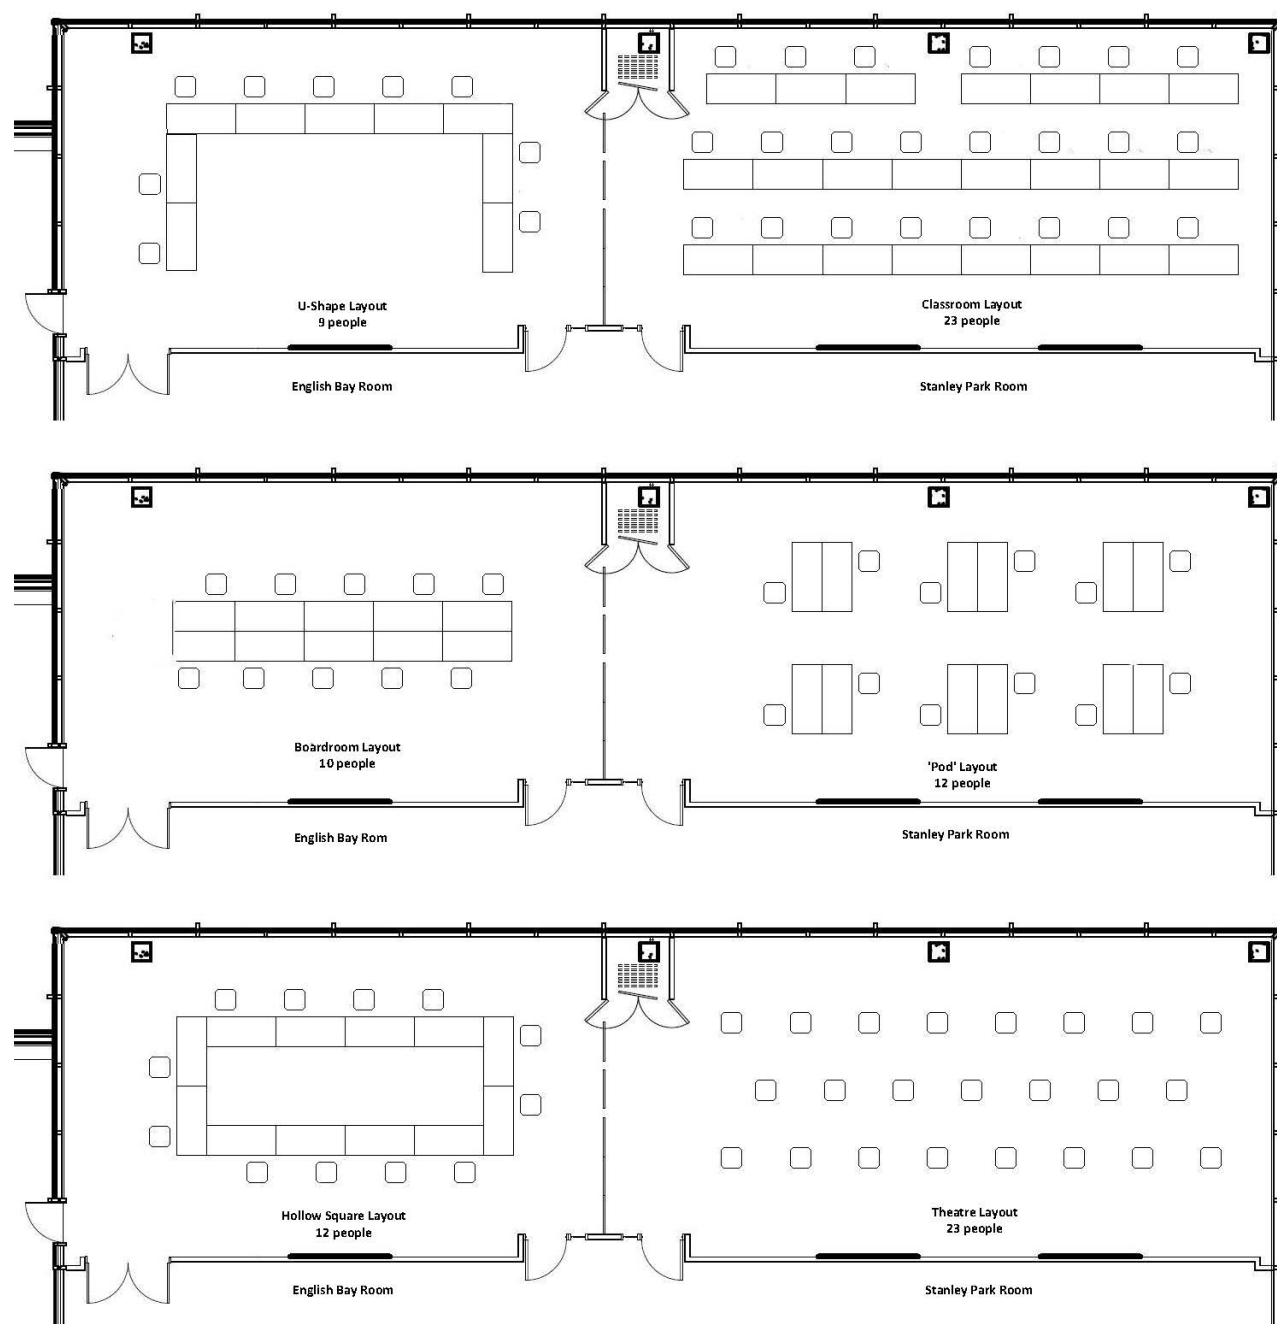 U-Shape Layout
9 people
Classroom Layout
23 people
English Bay Room
Stanley Park Room
Boardroom Layout
10 people
'Pod' Layout
12 people
English Bay Rom
Stanley Park Room
Hollow Square Layout
12 people
Theatre Layout
23 people
English Bay Room
Stanley Park Room